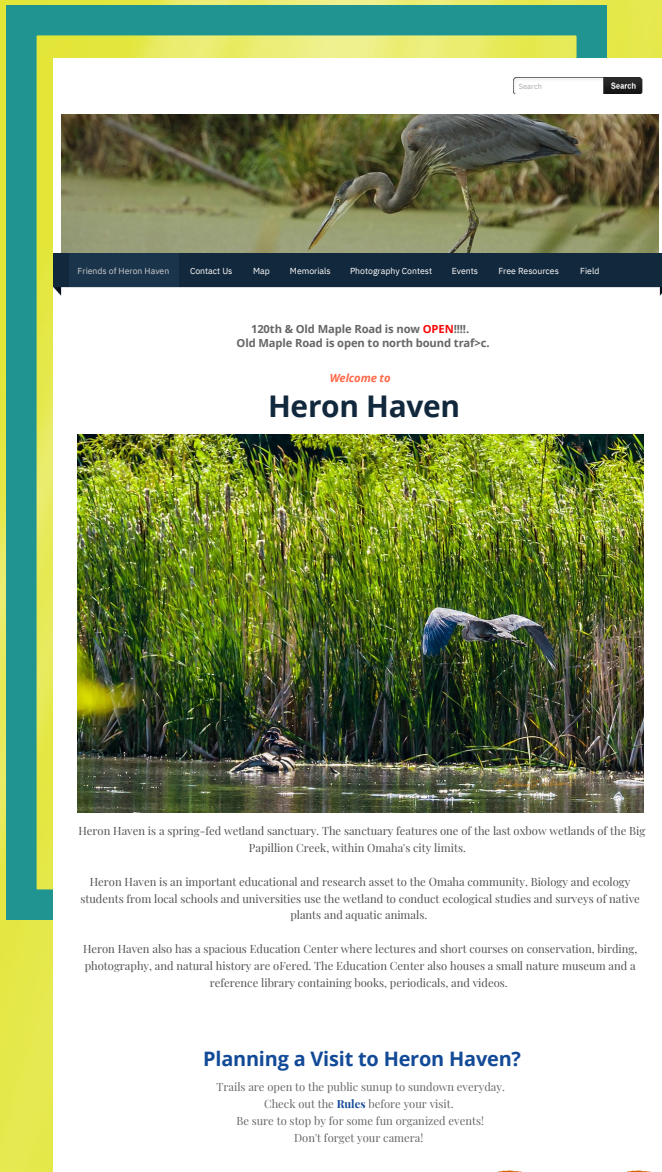 Search
Search
Friends of Heron Haven
Contact Us
Map
Memorials
Photography Contest
Events
Free Resources
Field
120th & Old Maple Road is now OPEN!!!!.
Old Maple Road is open to north bound traf>c.
Welcome to
Heron Haven
Heron Haven is a spring-fed wetland sanctuary. The sanctuary features one of the last oxbow wetlands of the Big
Papillion Creek, within Omaha's city limits.
Heron Haven is an important educational and research asset to the Omaha community. Biology and ecology
students from local schools and universities use the wetland to conduct ecological studies and surveys of native
plants and aquatic animals.
Heron Haven also has a spacious Education Center where lectures and short courses on conservation, birding,
photography, and natural history are oFered. The Education Center also houses a small nature museum and a
reference library containing books, periodicals, and videos.
Planning a Visit to Heron Haven?
Trails are open to the public sunup to sundown everyday.
Check out the Rules before your visit.
Be sure to stop by for some fun organized events!
Don't forget your camera!